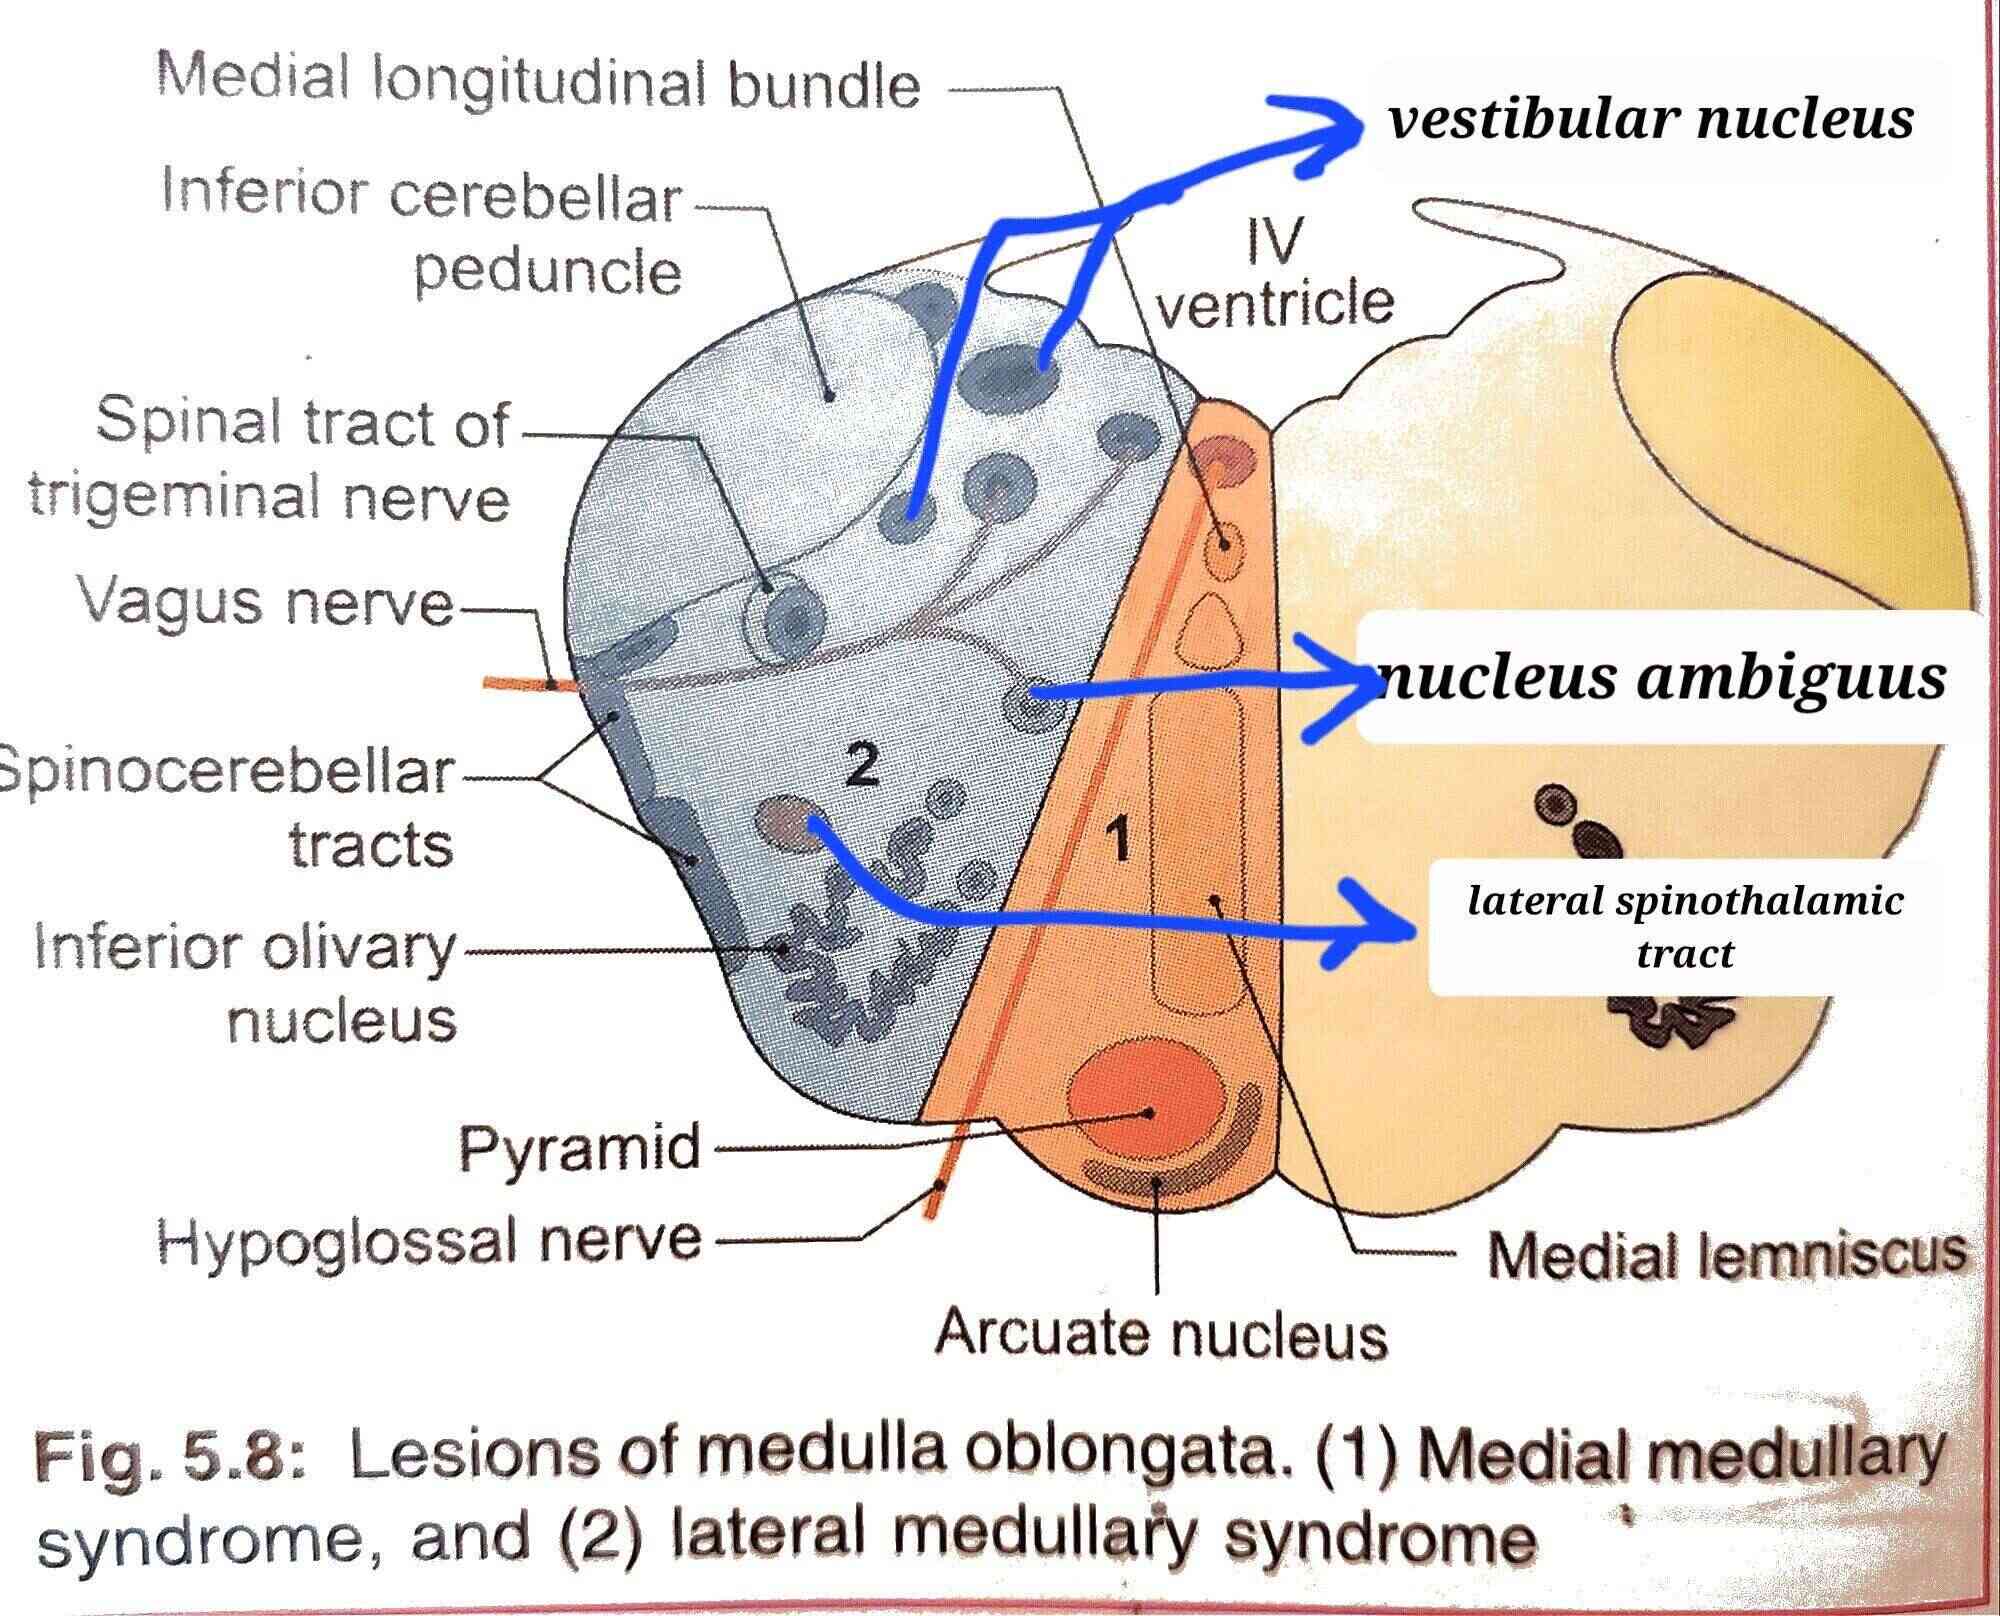 Medial longitudinal bundle
vestibular nucleus
Inferior cerebellar
peduncle
IV
ventricle
Spinal tract of
trigeminal nerve
Vagus nerve
nucleus ambiguus
2
Spinocerebellar
tracts
1
lateral spinothalamic
tract
Inferior olivary
nucleus
Pyramid
Hypoglossal nerve
Medial lemniscus
Arcuate nucleus
Fig. 5.8: Lesions of medulla oblongata. (1) Medial medullary
syndrome, and (2) lateral medullary syndrome